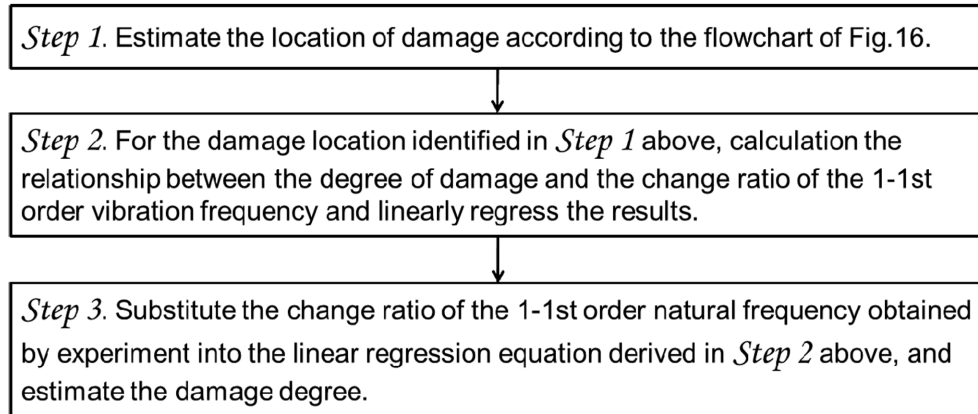 Step 1. Estimate the location of damage according to the flowchart of Fig.16.
Step 2. For the damage location identified in Step 1 above, calculation the
relationship between the degree of damage and the change ratio of the 1-1st
order vibration frequency and linearly regress the results.
Step 3. Substitute the change ratio of the 1-1st order natural frequency obtained
by experiment into the linear regression equation derived in Step 2 above, and
estimate the damage degree.